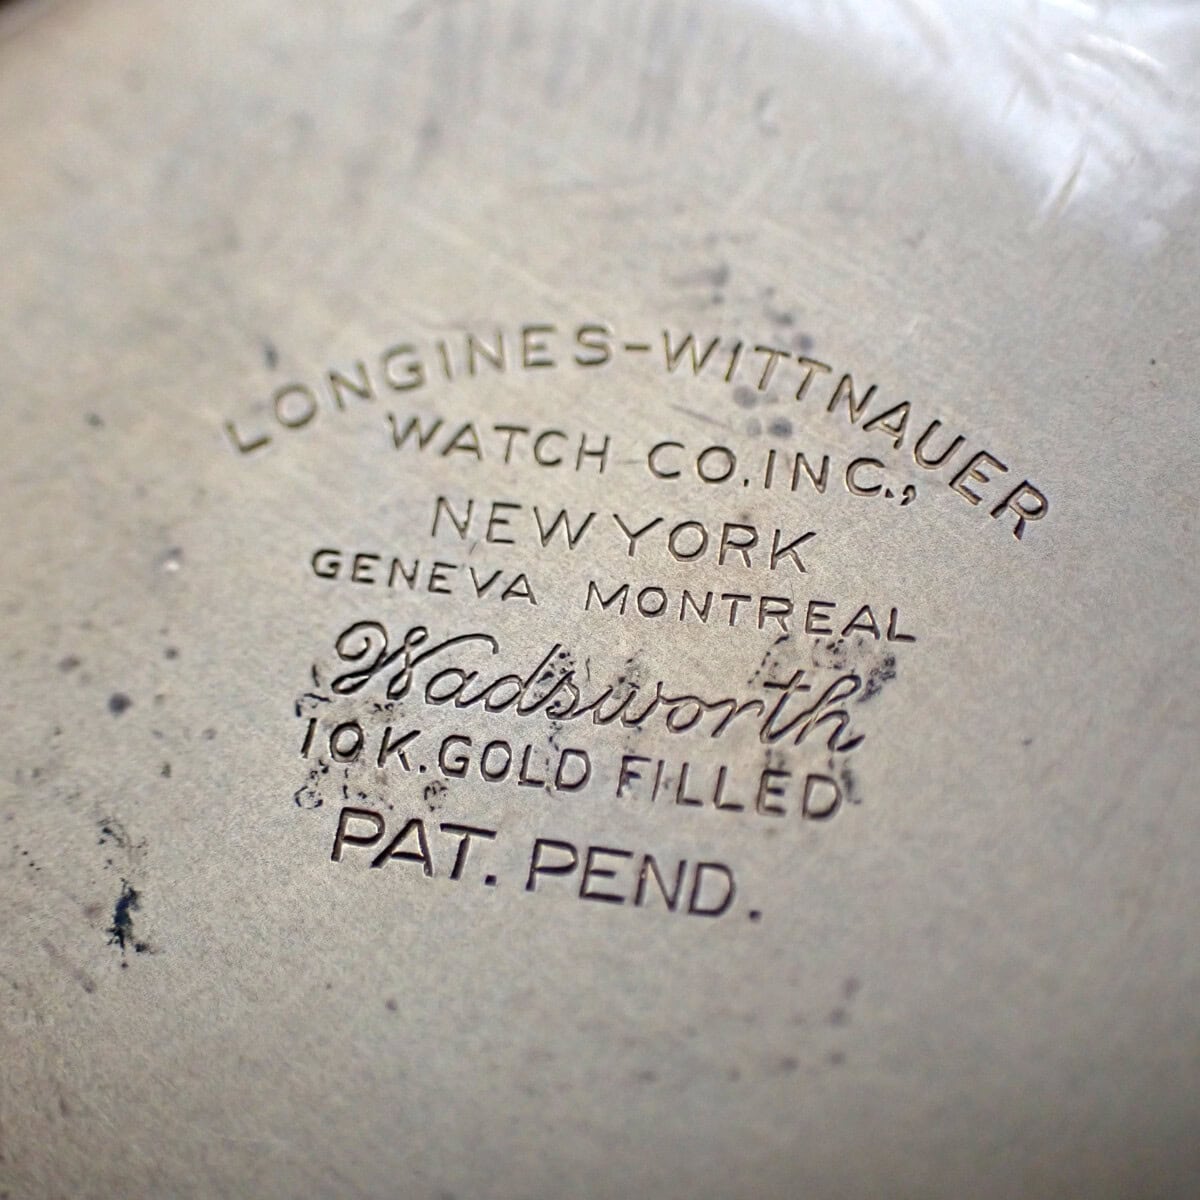 LONGINES-WITTNAUER
WATCH CO.INC.,
NEW YORK
GENEVA MONTREAL
Wadsworth
10K.GOLD FILLED
PAT. PEND.